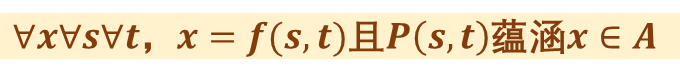 ∀x∀s∀t，x = f(s,t)且P(s,t)蕴涵x ∈ A